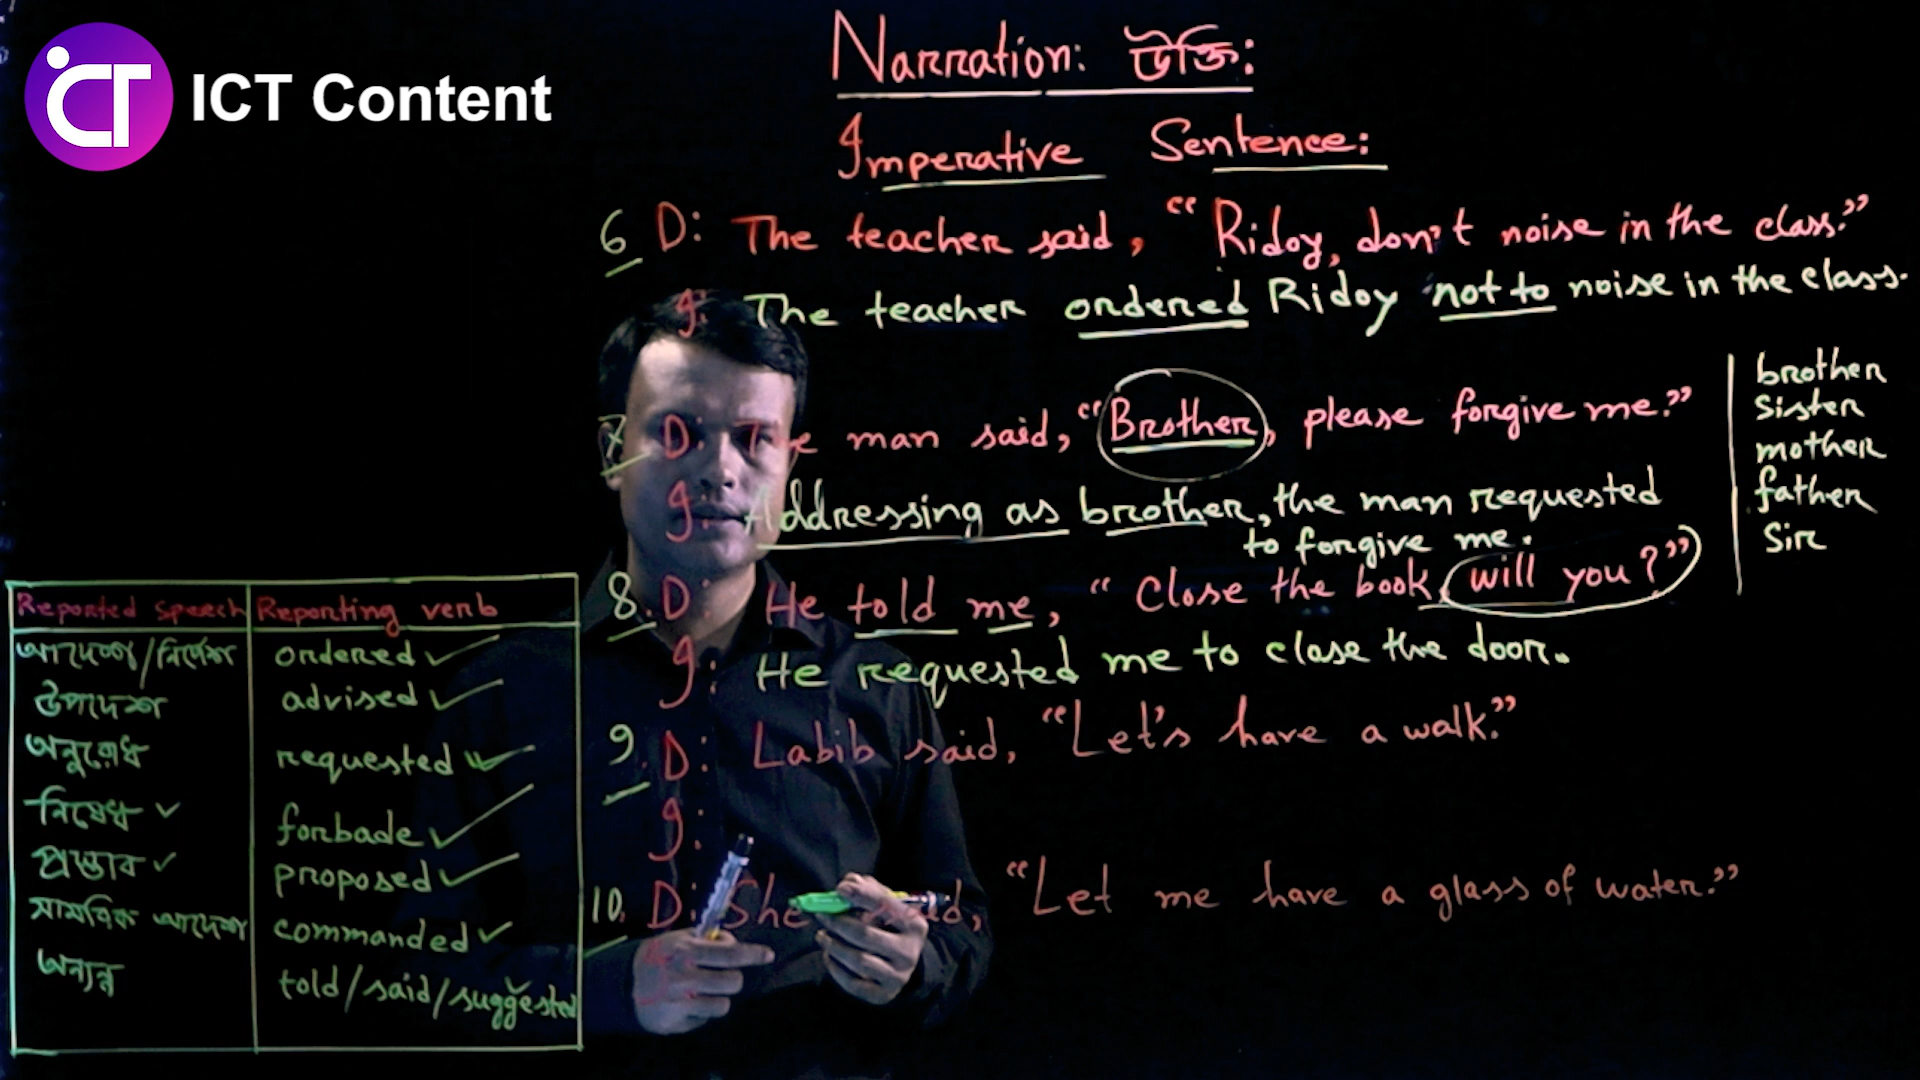 ICT Content
Narration: উক্তি:
Imperative Sentence:
6 D: The teacher said, "Ridoy, don't noise in the class."
I: The teacher ordered Ridoy not to noise in the class.
7. D: The man said, "Brother, please forgive me."
I: Addressing as brother, the man requested
to forgive me.
8. D: He told me, "Close the book, will you?"
I: He requested me to close the door.
9. D: Labib said, "Let's have a walk."
I:
10. D: She said, "Let me have a glass of water."
I:
brother
sister
mother
father
Sir
Reported speech Reporting verb
আদেশ/নির্দেশ ordered ✓
উপদেশ advised ✓
অনুরোধ requested ✓
নিষেধ ✓ forbade ✓
প্রস্তাব ✓ proposed ✓
সামরিক আদেশ commanded ✓
অন্যান্য told/said/suggested